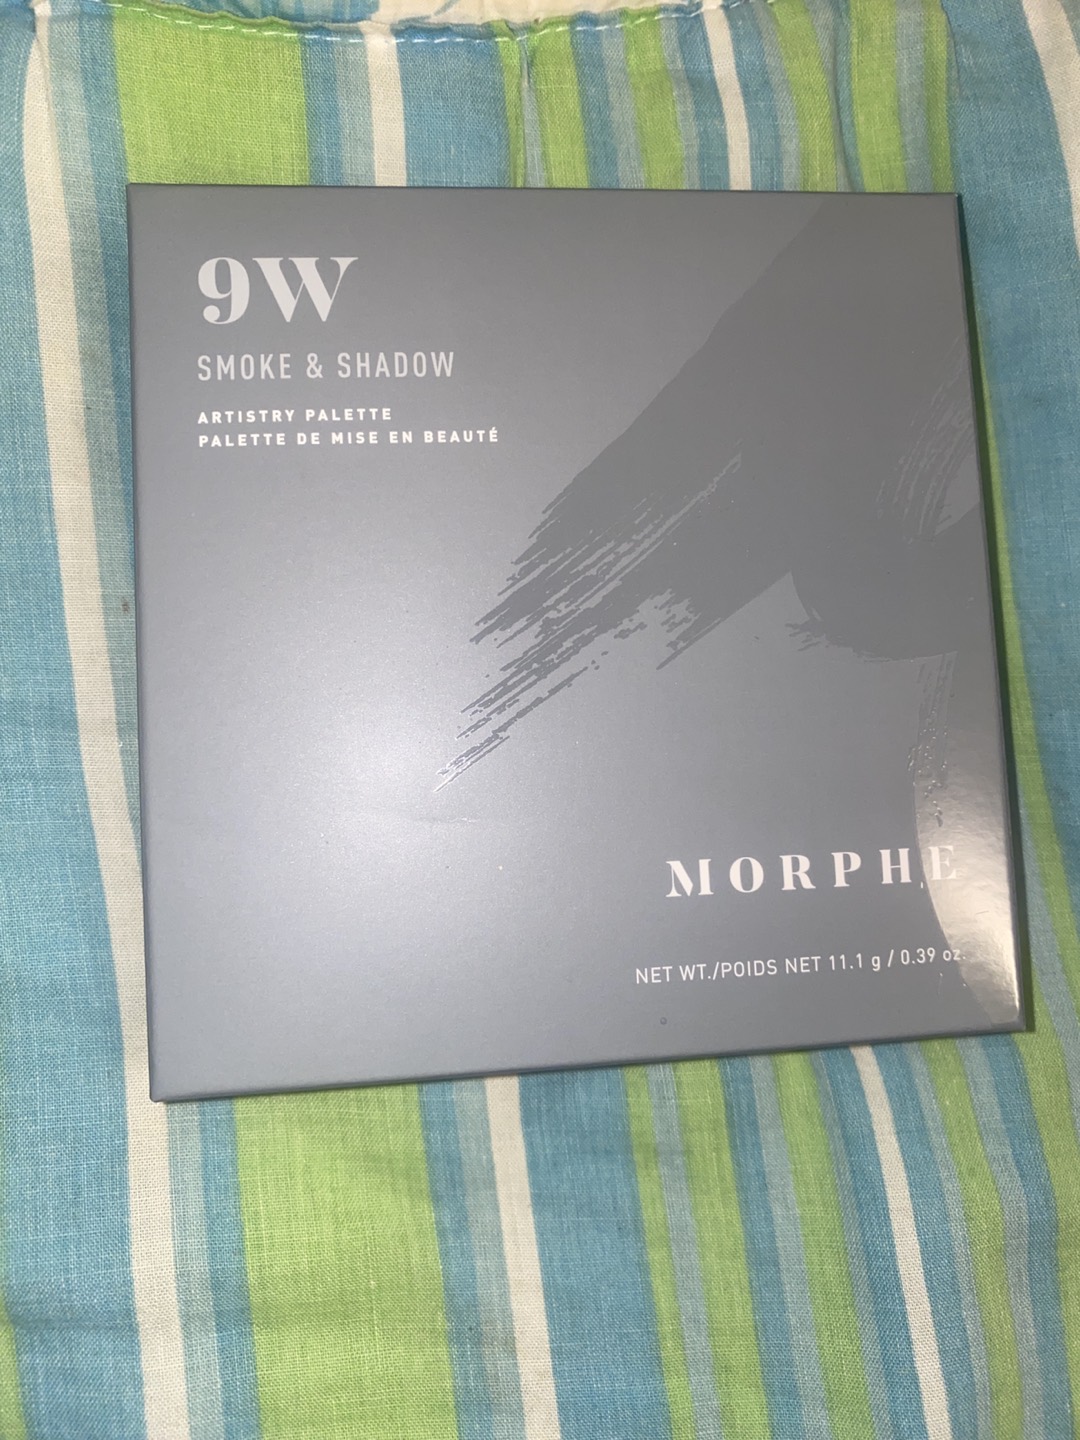 9W
SMOKE & SHADOW
ARTISTRY PALETTE
PALETTE DE MISE EN BEAUTÉ
MORPHE
NET WT./POIDS NET 11.1 g / 0.39 oz.